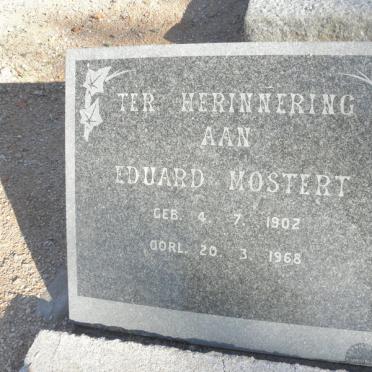 TER HERINNERING
AAN
EDUARD MOSTERT
GEB. 4. 7. 1902
OORL. 20. 3. 1968